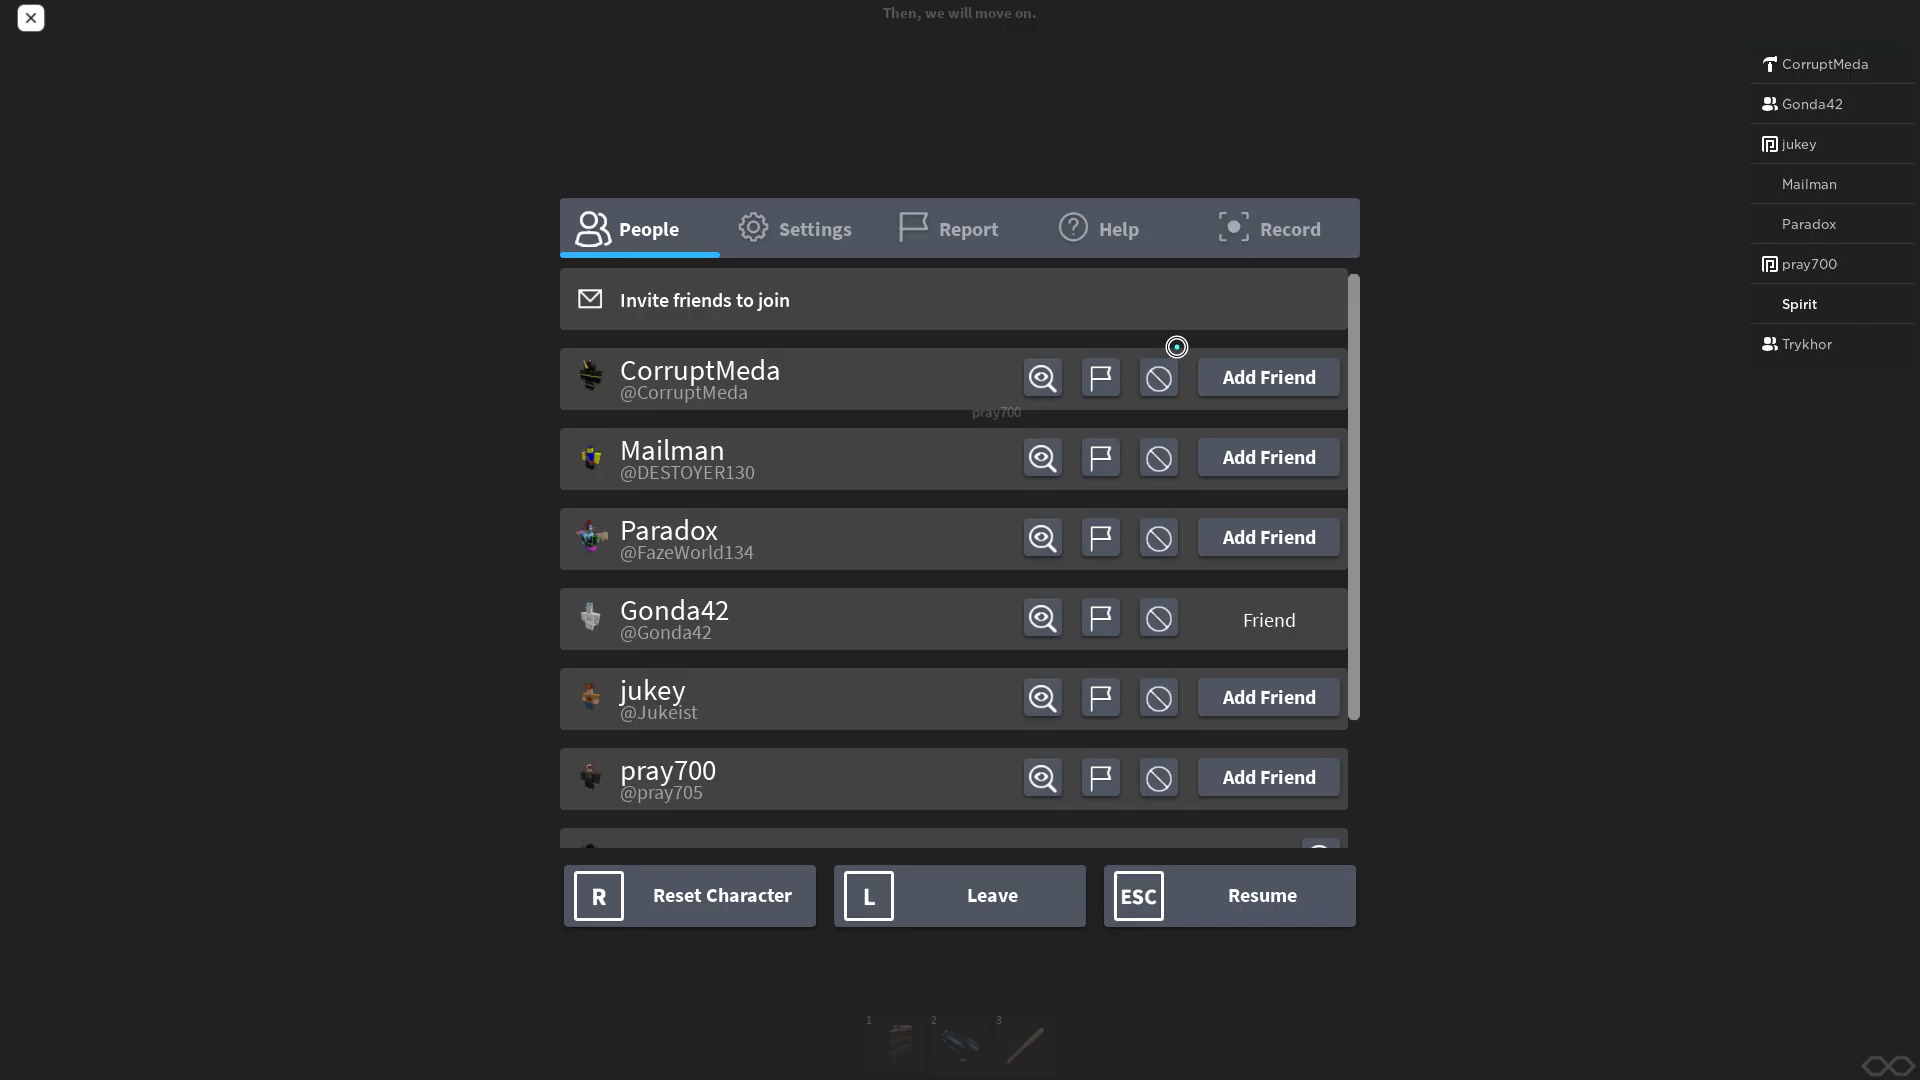 Then, we will move on.
CorruptMeda
Gonda42
jukey
Mailman
Paradox
pray700
Spirit
Trykhor
People
Settings
Report
Help
Record
Invite friends to join
CorruptMeda
@CorruptMeda
Add Friend
pray700
Mailman
@DESTOYER130
Add Friend
Paradox
@FazeWorld134
Add Friend
Gonda42
@Gonda42
Friend
jukey
@Jukeist
Add Friend
pray700
@pray705
Add Friend
R Reset Character
L Leave
ESC Resume
1 2 3